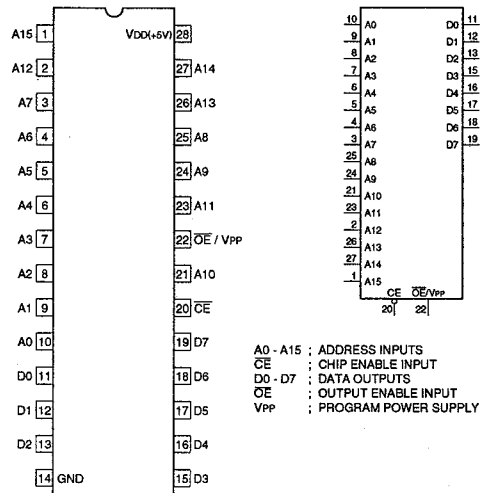 A15 1 VDD(+5V) 28
A12 2 27 A14
A7 3 26 A13
A6 4 25 A8
A5 5 24 A9
A4 6 23 A11
A3 7 22 OE / VPP
A2 8 21 A10
A1 9 20 CE
A0 10 19 D7
D0 11 18 D6
D1 12 17 D5
D2 13 16 D4
14 GND 15 D3
10 A0 D0 11
9 A1 D1 12
8 A2 D2 13
7 A3 D3 15
6 A4 D4 16
5 A5 D5 17
4 A6 D6 18
3 A7 D7 19
25 A8
24 A9
21 A10
23 A11
2 A12
26 A13
27 A14
1 A15
CE OE/VPP
20 22
A0 - A15 ; ADDRESS INPUTS
CE ; CHIP ENABLE INPUT
D0 - D7 ; DATA OUTPUTS
OE ; OUTPUT ENABLE INPUT
VPP ; PROGRAM POWER SUPPLY